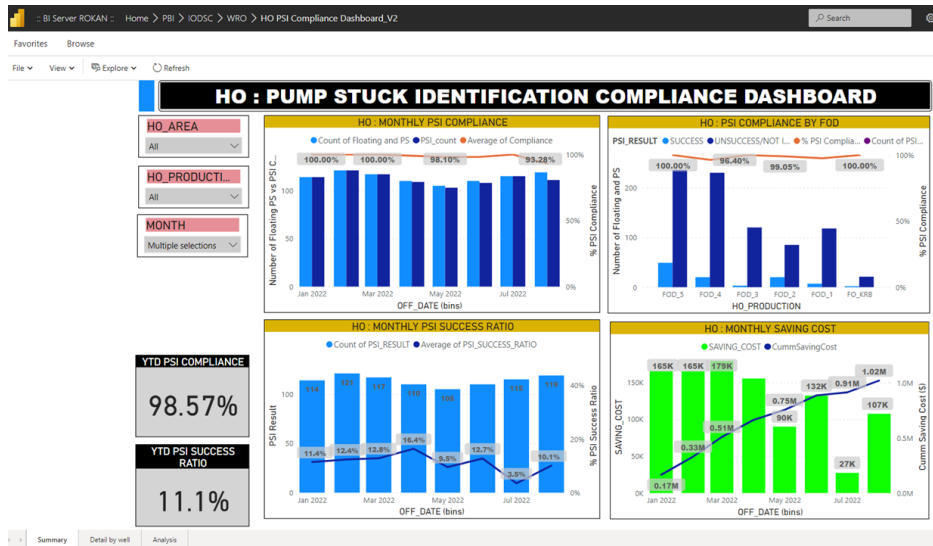 :: BI Server ROKAN :: Home > PBI > IODSC > WRO > HO PSI Compliance Dashboard_V2
Search
Favorites Browse
File View Explore Refresh
HO : PUMP STUCK IDENTIFICATION COMPLIANCE DASHBOARD
HO_AREA
All
HO_PRODUCTI...
All
MONTH
Multiple selections
YTD PSI COMPLIANCE
98.57%
YTD PSI SUCCESS
RATIO
11.1%
HO : MONTHLY PSI COMPLIANCE
Count of Floating and PS PSI_count Average of Compliance
100.00% 100.00% 98.10% 93.28%
100%
50%
0%
100
50
0
Number of Floating PS vs PSI C...
% PSI Compliance
Jan 2022 Mar 2022 May 2022 Jul 2022
OFF_DATE (bins)
HO : PSI COMPLIANCE BY FOD
PSI_RESULT SUCCESS UNSUCCESS/NOT I... % PSI Complia... Count of PSI...
100.00% 96.40% 99.05% 100.00%
100%
50%
0%
200
100
0
Number of Floating and PS
% PSI Compliance
FOD_5 FOD_4 FOD_3 FOD_2 FOD_1 FO_KRB
HO_PRODUCTION
HO : MONTHLY PSI SUCCESS RATIO
Count of PSI_RESULT Average of PSI_SUCCESS_RATIO
114 121 117 110 105 115 119
11.4% 12.4% 12.8% 16.4% 9.5% 12.7% 3.5% 10.1%
100
50
0
40%
20%
0%
PSI Result
% PSI Success Ratio
Jan 2022 Mar 2022 May 2022 Jul 2022
OFF_DATE (bins)
HO : MONTHLY SAVING COST
SAVING_COST CummSavingCost
165K 165K 179K 90K 132K 27K 107K
0.17M 0.33M 0.51M 0.75M 0.91M 1.02M
150K
100K
50K
0K
1.0M
0.5M
0.0M
SAVING_COST
Cumm Saving Cost ($)
Jan 2022 Mar 2022 May 2022 Jul 2022
OFF_DATE (bins)
Summary Detail by well Analysis